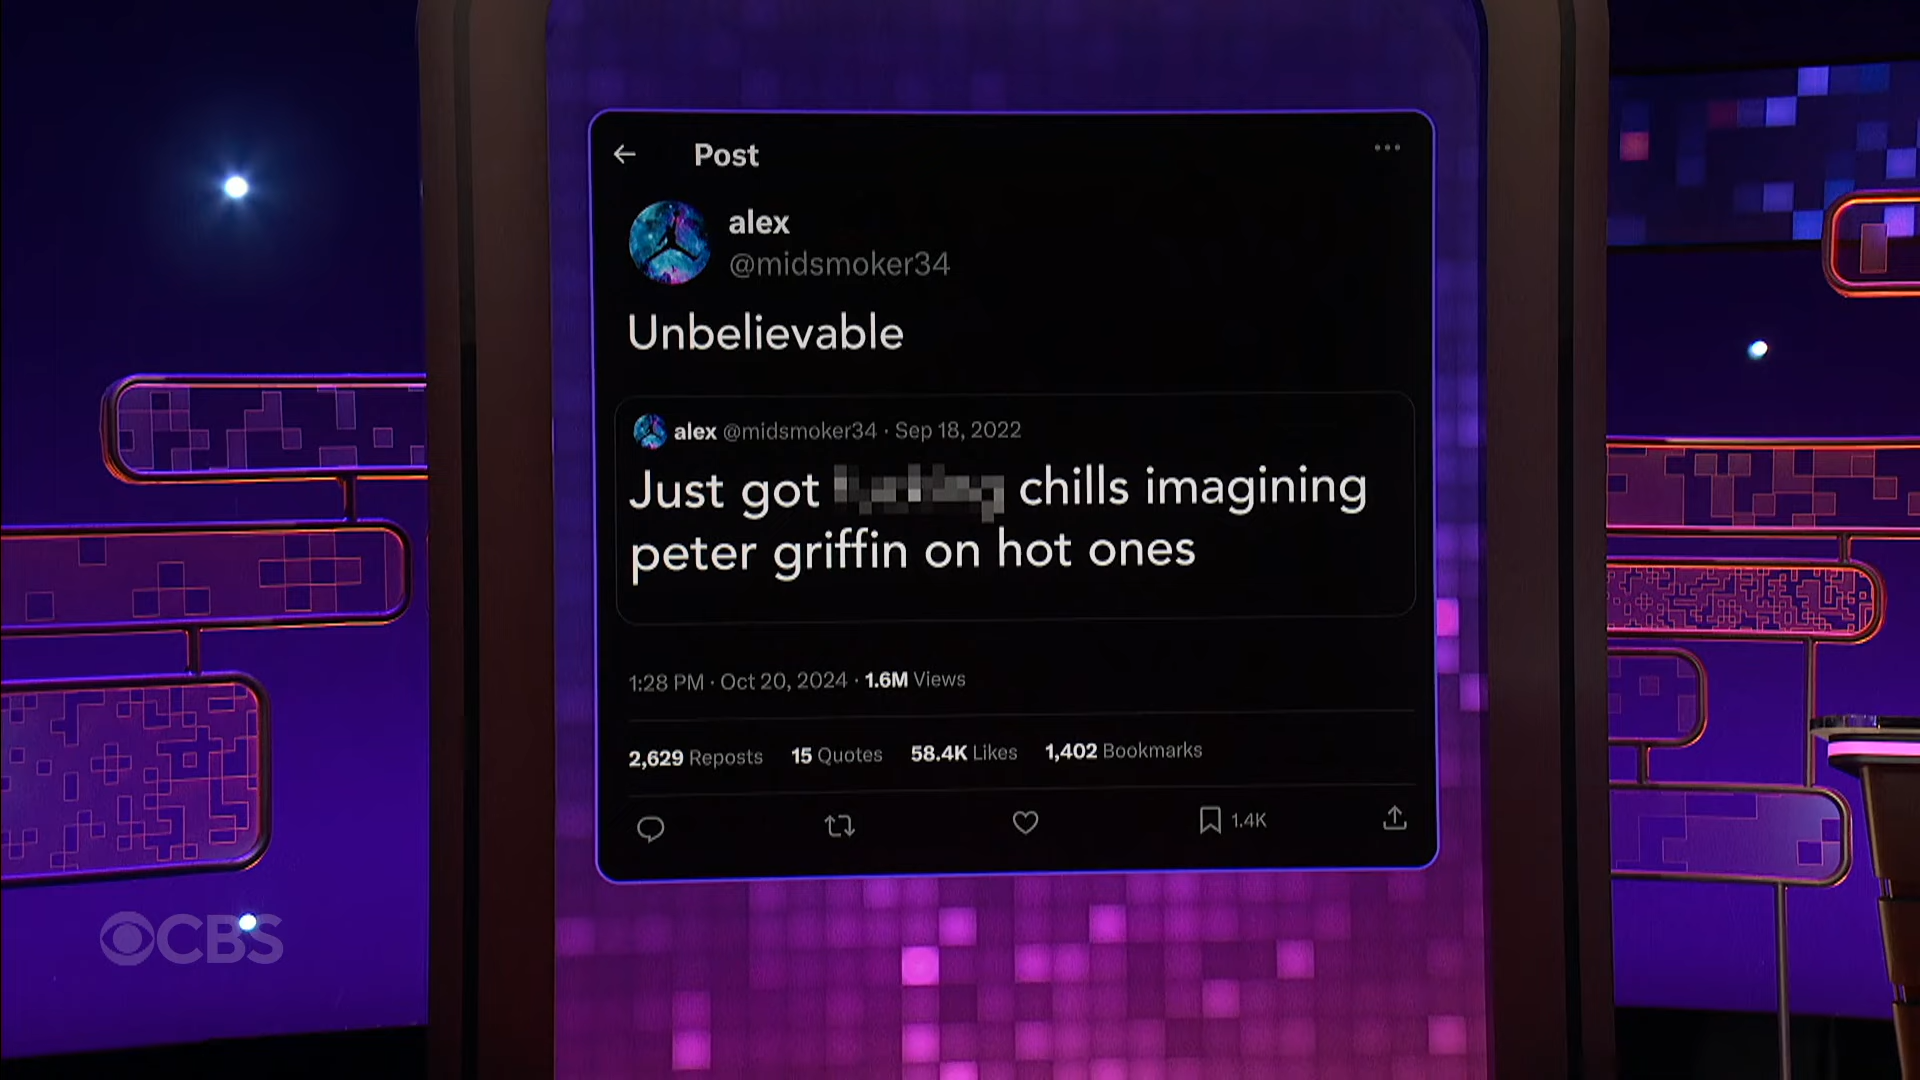 Post
alex
@midsmoker34
Unbelievable
alex @midsmoker34 · Sep 18, 2022
Just got chills imagining
peter griffin on hot ones
1:28 PM · Oct 20, 2024 · 1.6M Views
2,629 Reposts 15 Quotes 58.4K Likes 1,402 Bookmarks
1.4K
CBS